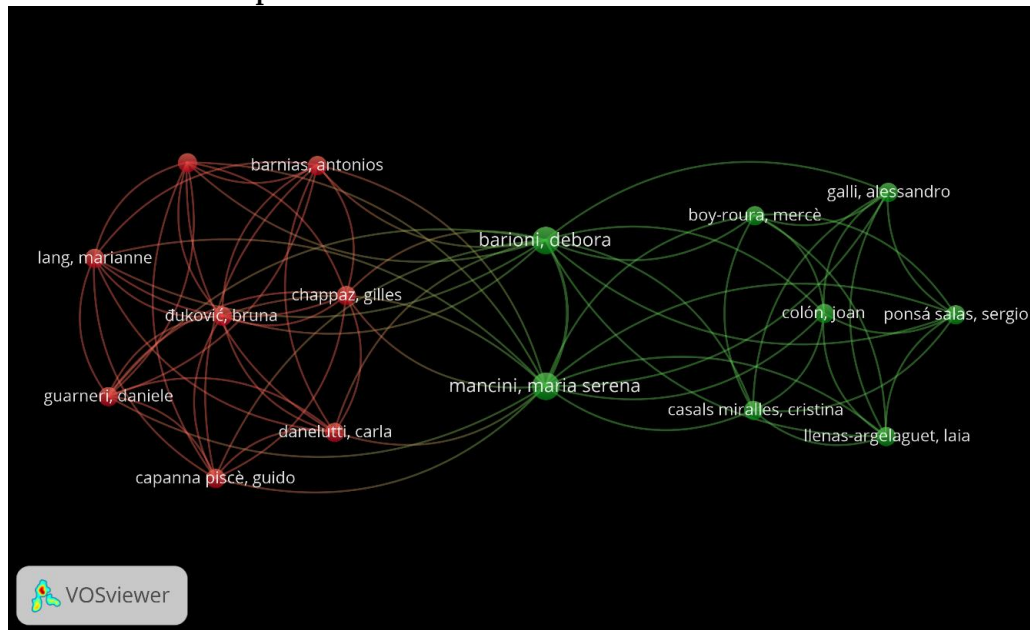 barnias, antonios
galli, alessandro
boy-roura, mercè
barioni, debora
lang, marianne
chappaz, gilles
đuković, bruna
colón, joan
ponsá salas, sergio
mancini, maria serena
guarneri, daniele
casals miralles, cristina
danelutti, carla
llenas-argelaguet, laia
capanna piscè, guido
VOSviewer